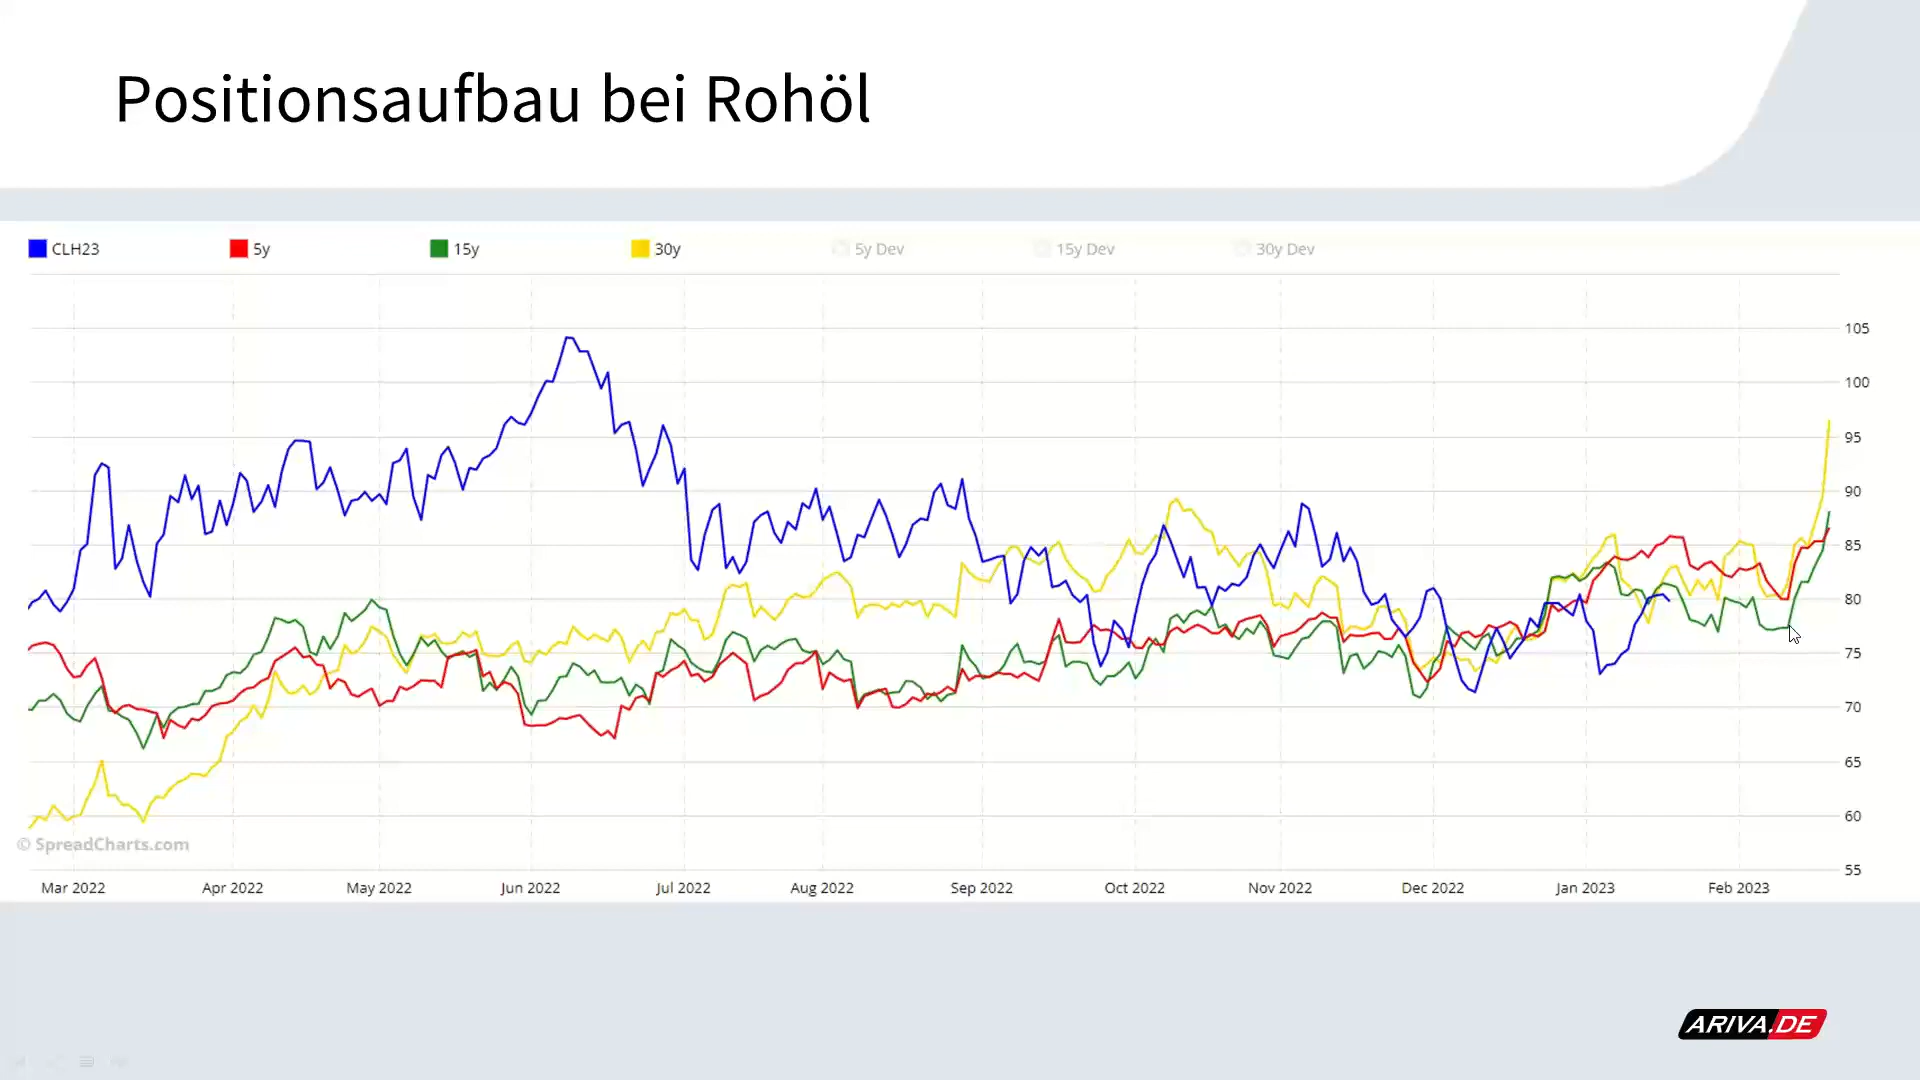 Positionsaufbau bei Rohöl
CLH23 5y 15y 30y 5y Dev 15y Dev 30y Dev
105
100
95
90
85
80
75
70
65
60
55
© SpreadCharts.com
Mar 2022 Apr 2022 May 2022 Jun 2022 Jul 2022 Aug 2022 Sep 2022 Oct 2022 Nov 2022 Dec 2022 Jan 2023 Feb 2023
ARIVA.DE